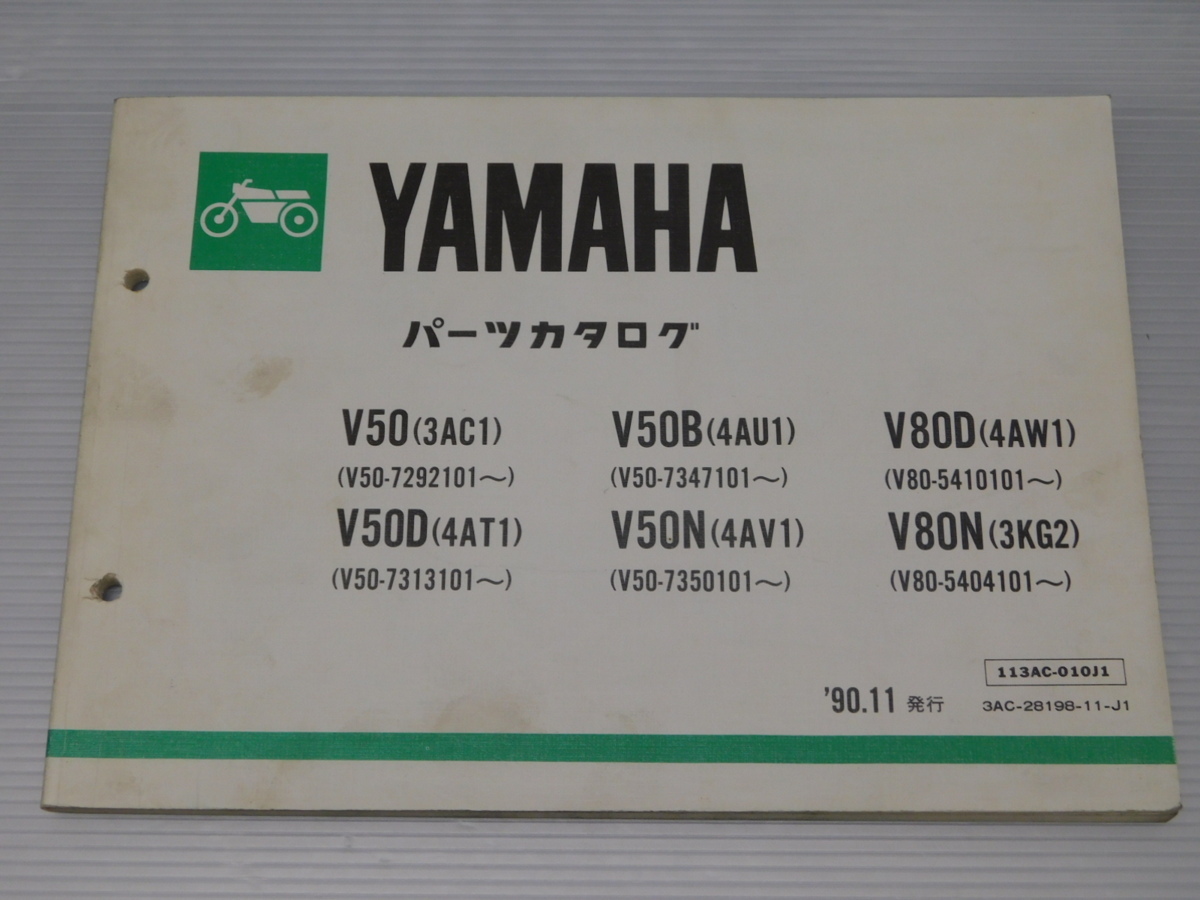 YAMAHA
パーツカタログ
V50(3AC1) V50B(4AU1) V80D(4AW1)
(V50-7292101～) (V50-7347101～) (V80-5410101～)
V50D(4AT1) V50N(4AV1) V80N(3KG2)
(V50-7313101～) (V50-7350101～) (V80-5404101～)
113AC-010J1
'90.11 発行 3AC-28198-11-J1